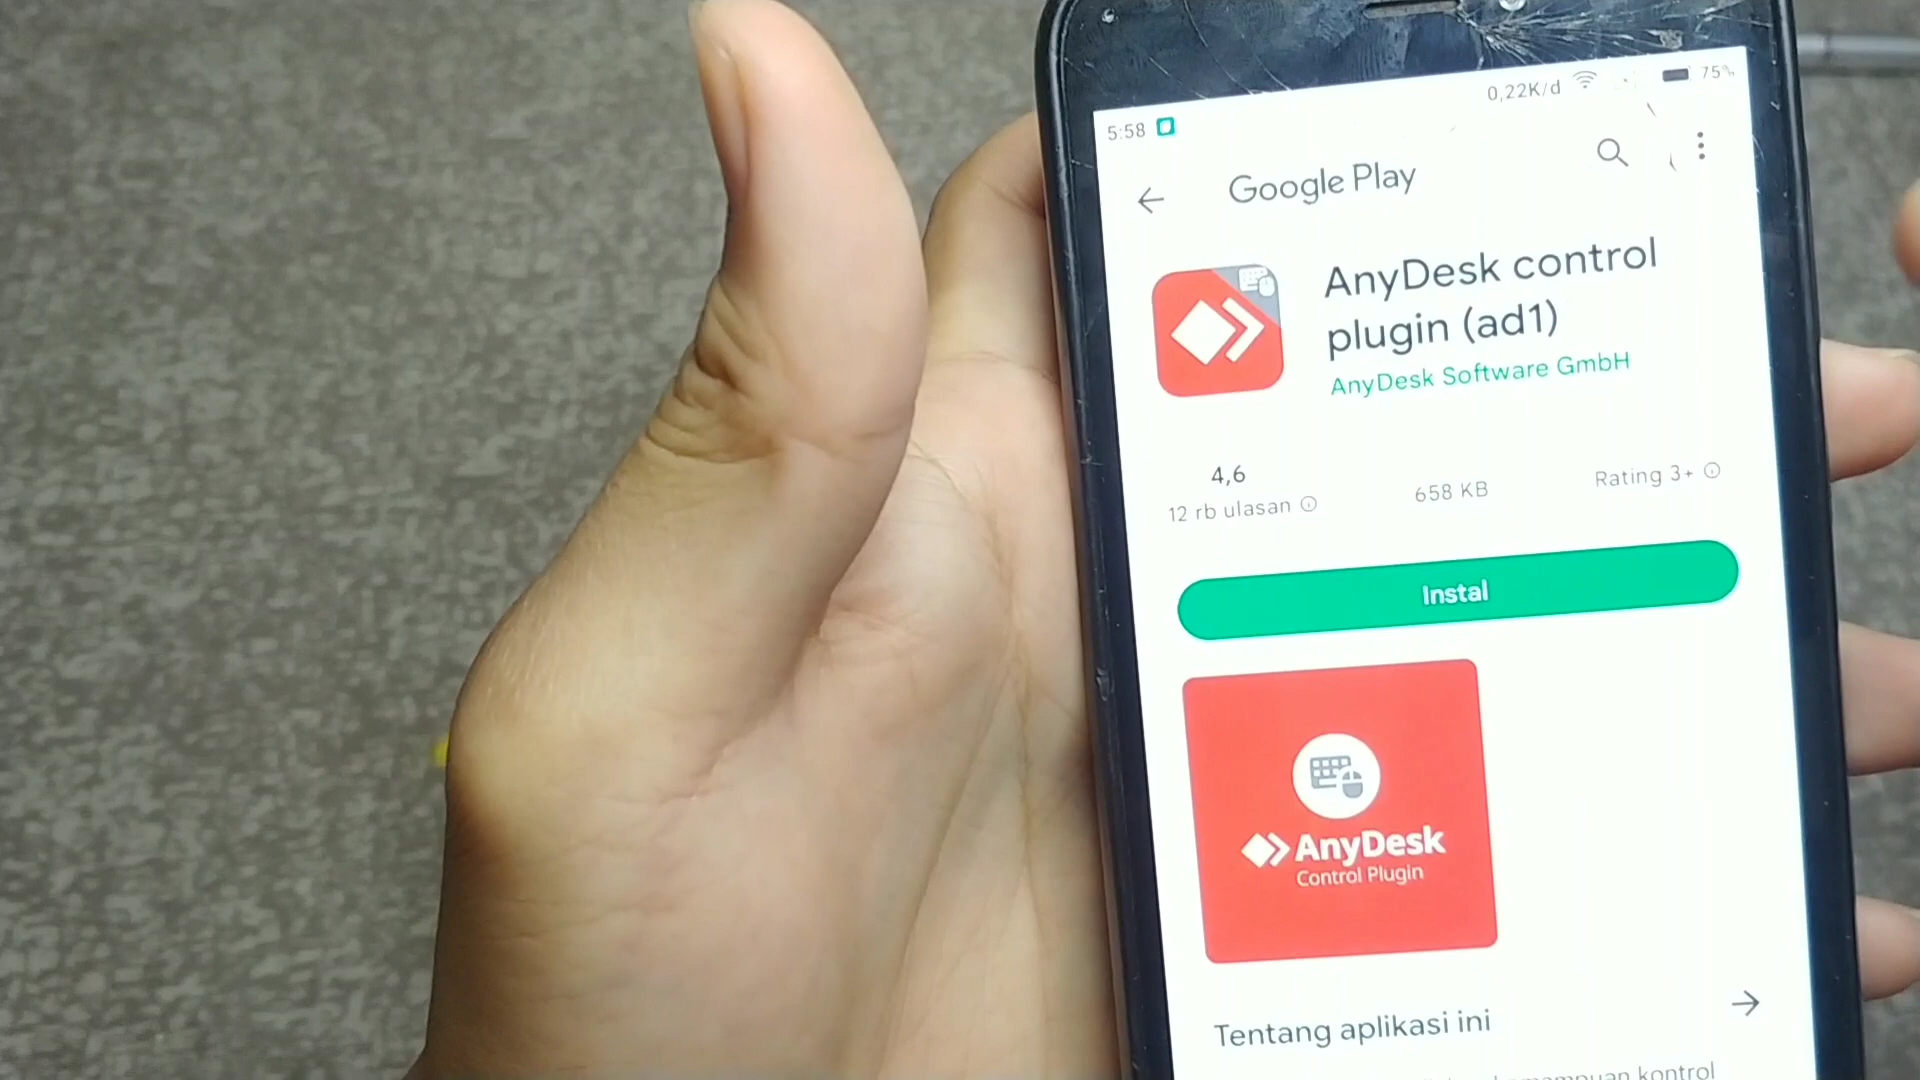 0,22K/d 75%
5:58
Google Play
AnyDesk control
plugin (ad1)
AnyDesk Software GmbH
4,6
12 rb ulasan
658 KB
Rating 3+
Instal
AnyDesk
Control Plugin
Tentang aplikasi ini
kontrol